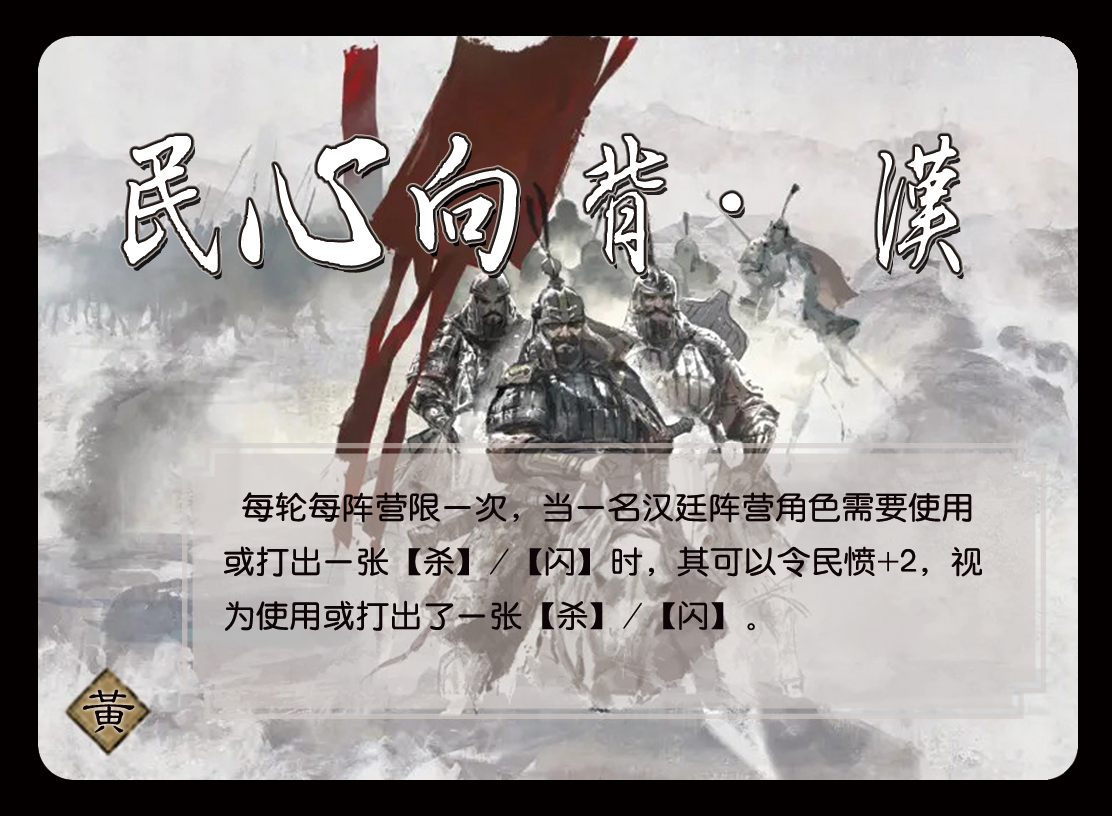 民心向背·漢
每轮每阵营限一次，当一名汉廷阵营角色需要使用
或打出一张【杀】／【闪】时，其可以令民愤+2，视
为使用或打出了一张【杀】／【闪】。
黃